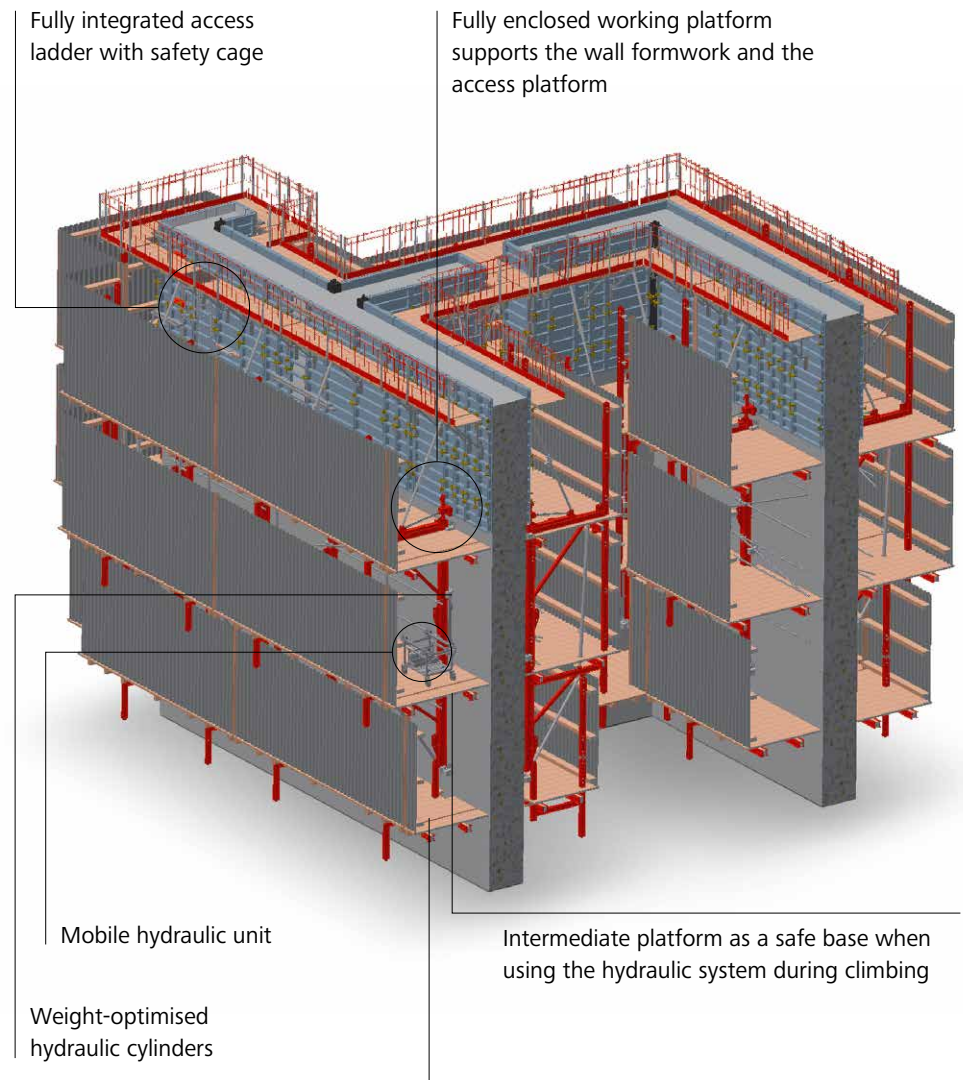 Fully integrated access
ladder with safety cage
Fully enclosed working platform
supports the wall formwork and the
access platform
Mobile hydraulic unit
Intermediate platform as a safe base when
using the hydraulic system during climbing
Weight-optimised
hydraulic cylinders